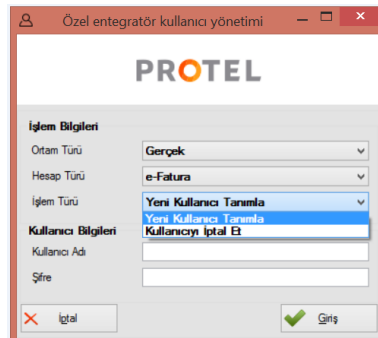 Özel entegratör kullanıcı yönetimi
PROTEL
İşlem Bilgileri
Ortam Türü Gerçek
Hesap Türü e-Fatura
İşlem Türü Yeni Kullanıcı Tanımla
Yeni Kullanıcı Tanımla
Kullanıcı Bilgileri Kullanıcıyı İptal Et
Kullanıcı Adı
Şifre
İptal Giriş